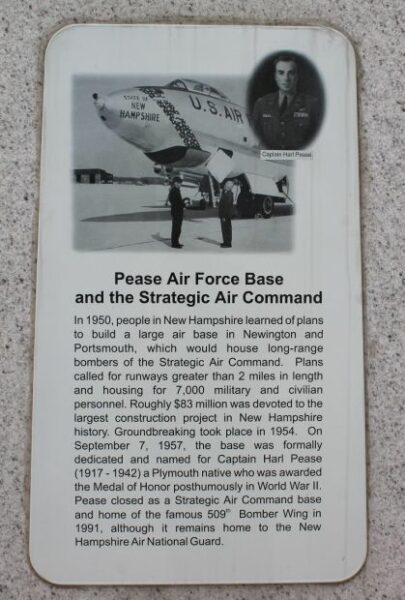 STATE OF
NEW
HAMPSHIRE
U.S. AIR
Captain Harl Pease
Pease Air Force Base
and the Strategic Air Command
In 1950, people in New Hampshire learned of plans
to build a large air base in Newington and
Portsmouth, which would house long-range
bombers of the Strategic Air Command. Plans
called for runways greater than 2 miles in length
and housing for 7,000 military and civilian
personnel. Roughly $83 million was devoted to the
largest construction project in New Hampshire
history. Groundbreaking took place in 1954. On
September 7, 1957, the base was formally
dedicated and named for Captain Harl Pease
(1917 - 1942) a Plymouth native who was awarded
the Medal of Honor posthumously in World War II.
Pease closed as a Strategic Air Command base
and home of the famous 509th Bomber Wing in
1991, although it remains home to the New
Hampshire Air National Guard.